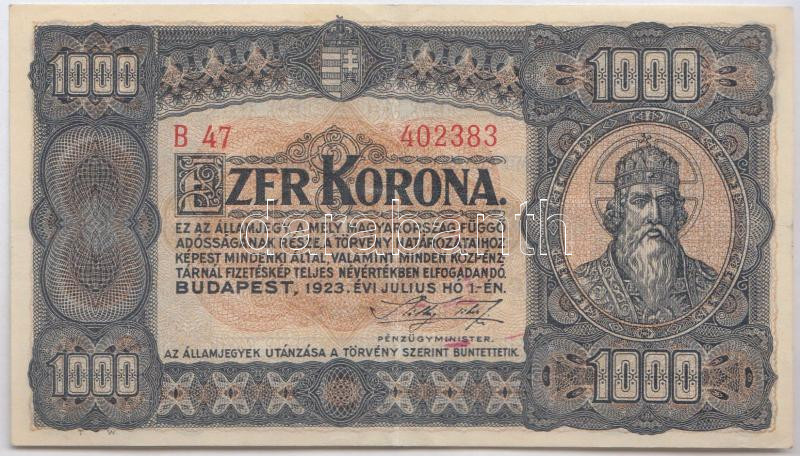 1000 1000
B 47 402383
EZER KORONA.
EZ AZ ÁLLAMJEGY, A MELY MAGYARORSZÁG FÜGGŐ
ADÓSSÁGÁNAK RÉSZE, A TÖRVÉNY HATÁROZATAIHOZ
KÉPEST MINDENKI ÁLTAL, VALAMINT MINDEN KÖZPÉNZ-
TÁRNÁL FIZETÉSKÉP TELJES NÉVÉRTÉKBEN ELFOGADANDÓ.
BUDAPEST, 1923. ÉVI JULIUS HÓ 1-ÉN.
PÉNZÜGYMINISTER.
AZ ÁLLAMJEGYEK UTÁNZÁSA A TÖRVÉNY SZERINT BÜNTETTETIK.
1000 1000
darabanth